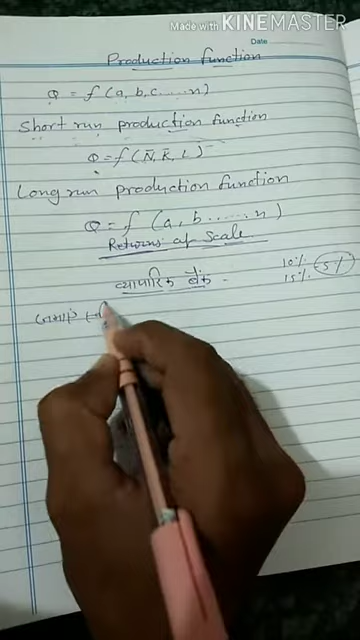 Made with KINEMASTER
Date
Production function
Q = f (a, b, c.....n)
Short run production function
Q = f (N̄, K̄, L)
Long run production function
Q = f (a, b......n)
Returns of Scale
व्यापारिक बैंक -
10%
15% 5%